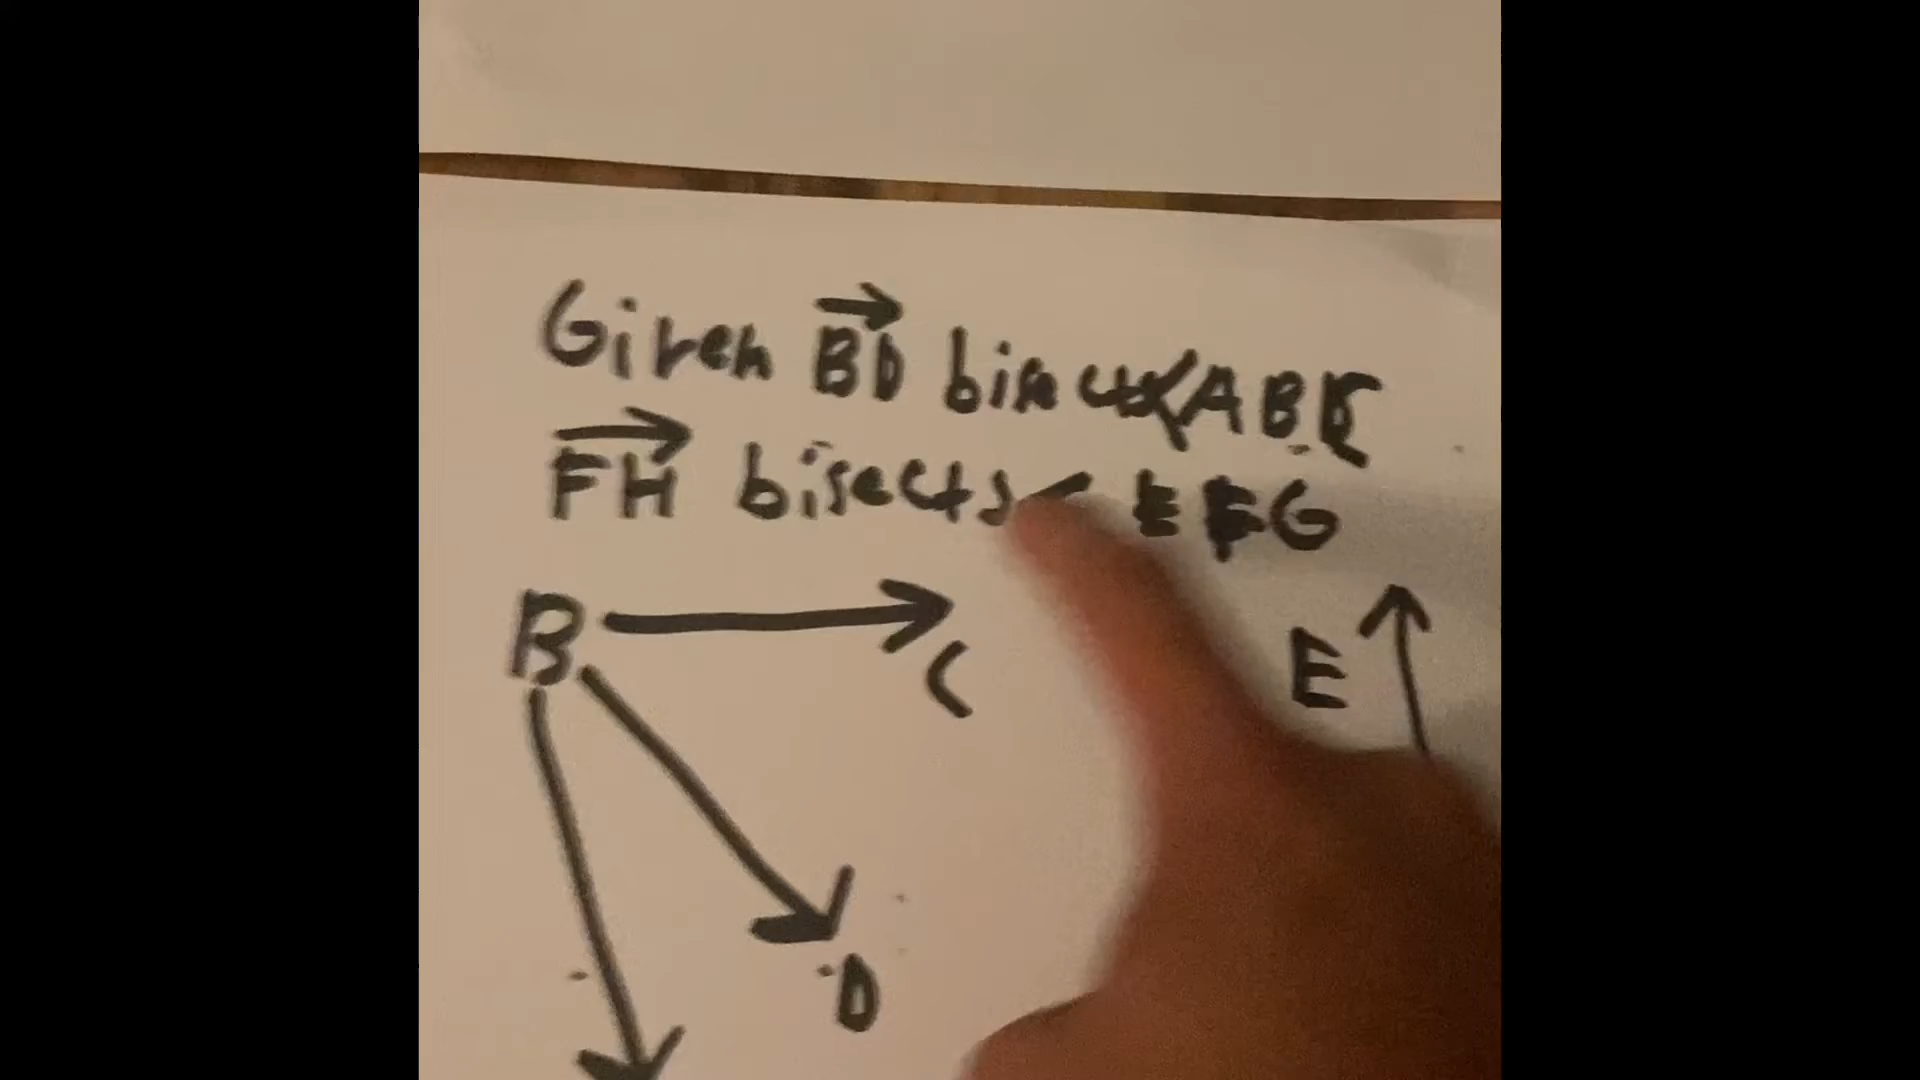 Given BD bisects <ABC
FH bisects < EFG
B
C
E
D